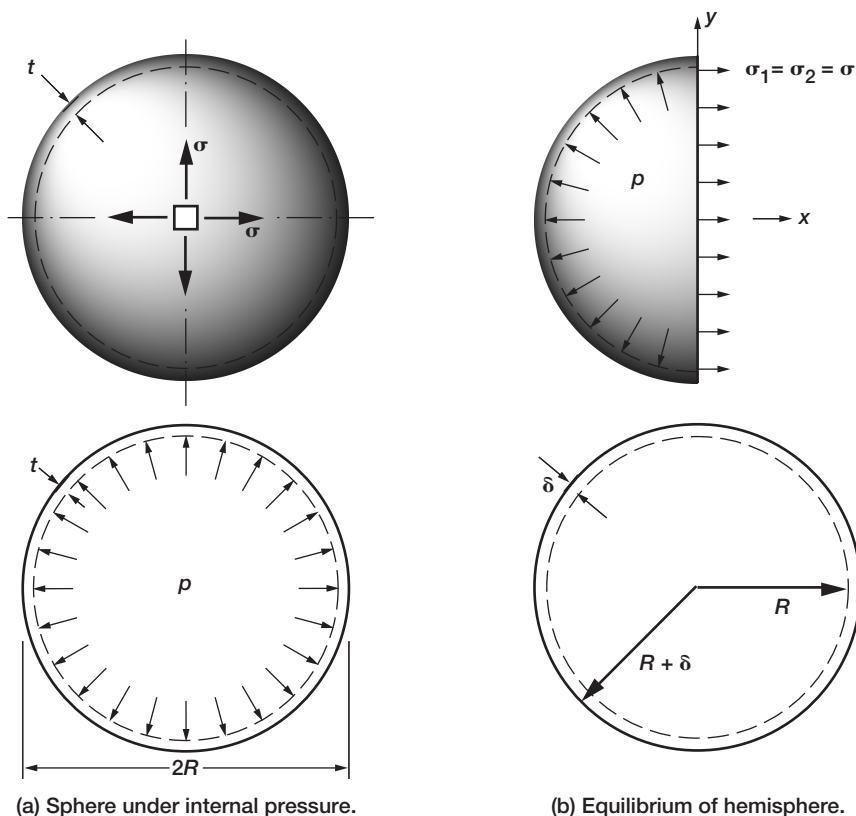 t
σ
σ
y
σ1 = σ2 = σ
p
x
t
p
2R
δ
R
R + δ
(a) Sphere under internal pressure.
(b) Equilibrium of hemisphere.